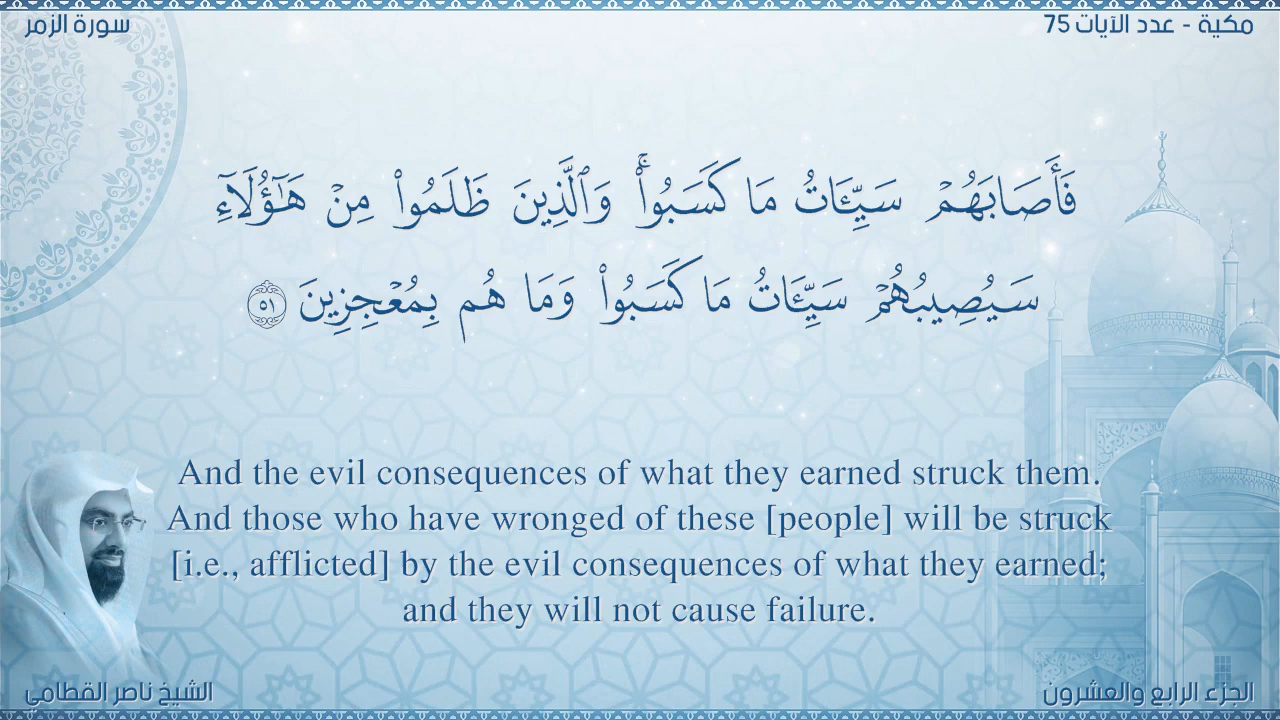 سورة الزمر
مكية - عدد الآيات 75
فَأَصَابَهُمْ سَيِّـَٔاتُ مَا كَسَبُوا۟ ۚ وَٱلَّذِينَ ظَلَمُوا۟ مِنْ هَـٰٓؤُلَآءِ
سَيُصِيبُهُمْ سَيِّـَٔاتُ مَا كَسَبُوا۟ وَمَا هُم بِمُعْجِزِينَ ٥١
And the evil consequences of what they earned struck them.
And those who have wronged of these [people] will be struck
[i.e., afflicted] by the evil consequences of what they earned;
and they will not cause failure.
الشيخ ناصر القطامي
الجزء الرابع والعشرون